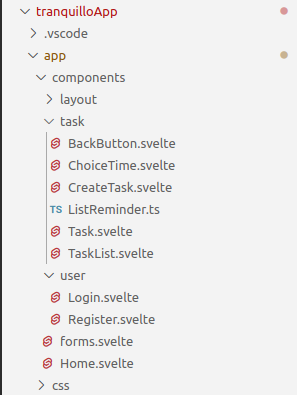 tranquilloApp
.vscode
app
components
layout
task
BackButton.svelte
ChoiceTime.svelte
CreateTask.svelte
TS ListReminder.ts
Task.svelte
TaskList.svelte
user
Login.svelte
Register.svelte
forms.svelte
Home.svelte
css